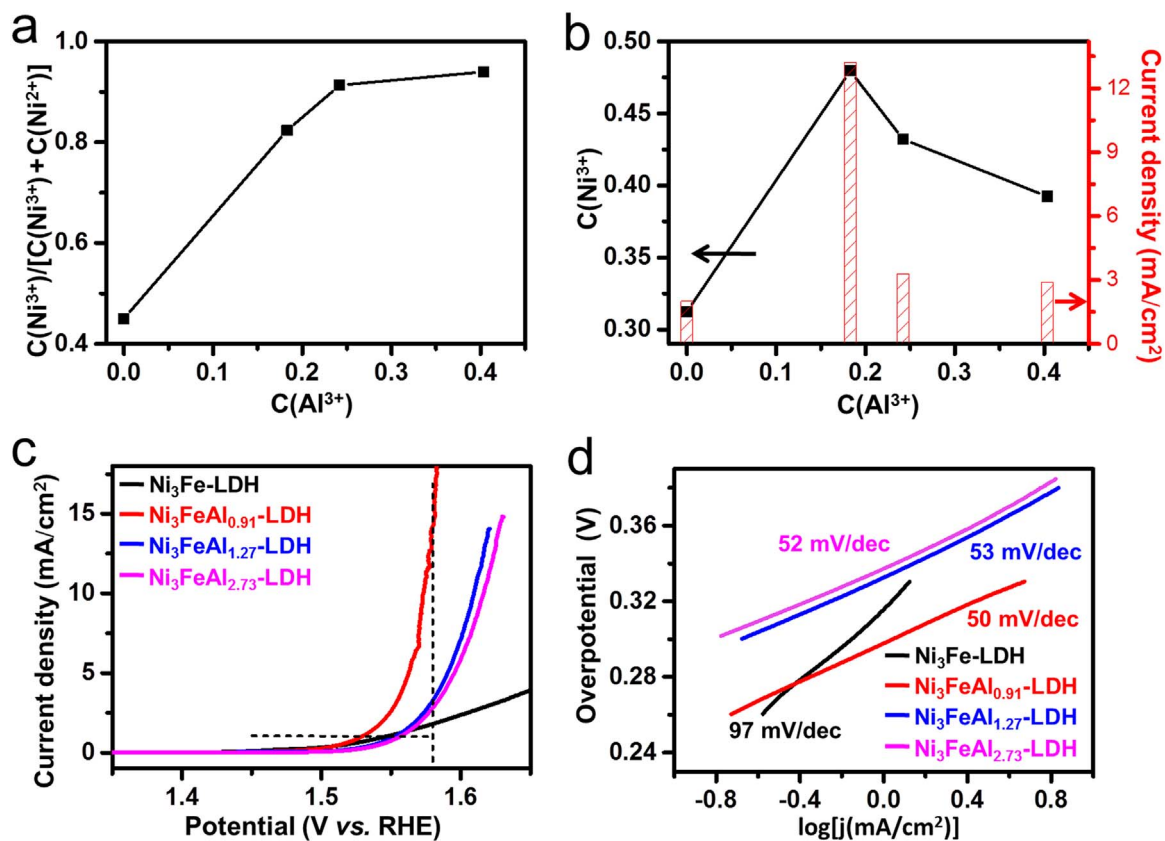 a
C(Ni³⁺)/[C(Ni³⁺)+C(Ni²⁺)]
1.0
0.8
0.6
0.4
0.0
0.1
0.2
0.3
0.4
C(Al³⁺)
b
C(Ni³⁺)
0.50
0.45
0.40
0.35
0.30
0.0
0.1
0.2
0.3
0.4
C(Al³⁺)
12
9
6
3
0
Current density (mA/cm²)
c
Current density (mA/cm²)
15
10
5
0
1.4
1.5
1.6
Potential (V vs. RHE)
Ni₃Fe-LDH
Ni₃FeAl₀.₉₁-LDH
Ni₃FeAl₁.₂₇-LDH
Ni₃FeAl₂.₇₃-LDH
d
Overpotential (V)
0.36
0.32
0.28
0.24
-0.8
-0.4
0.0
0.4
0.8
log[j(mA/cm²)]
52 mV/dec
53 mV/dec
50 mV/dec
97 mV/dec
Ni₃Fe-LDH
Ni₃FeAl₀.₉₁-LDH
Ni₃FeAl₁.₂₇-LDH
Ni₃FeAl₂.₇₃-LDH